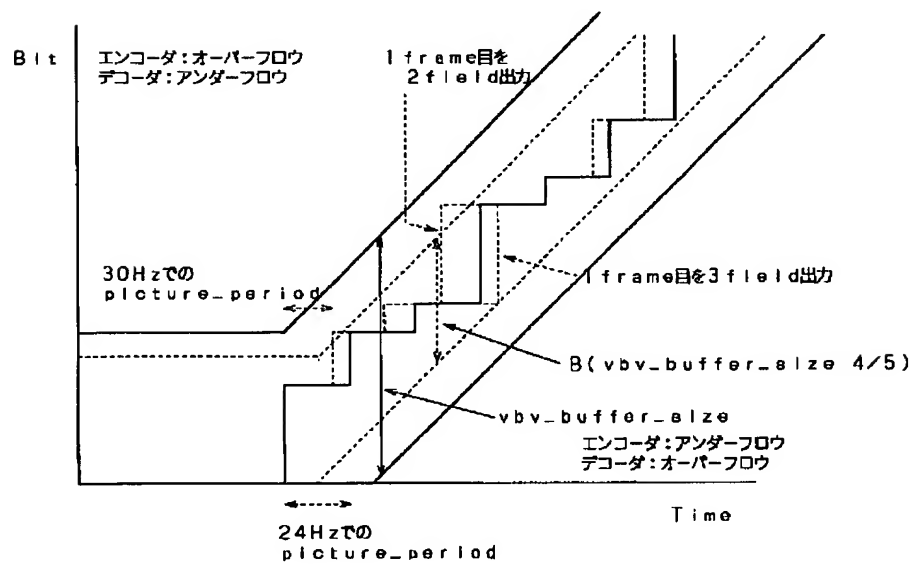 Bit
エンコーダ:オーバーフロウ
デコーダ:アンダーフロウ
1frame目を
2field出力
30Hzでの
picture_period
1frame目を3field出力
B(vbv_buffer_size 4/5)
vbv_buffer_size
エンコーダ:アンダーフロウ
デコーダ:オーバーフロウ
Time
24Hzでの
picture_period